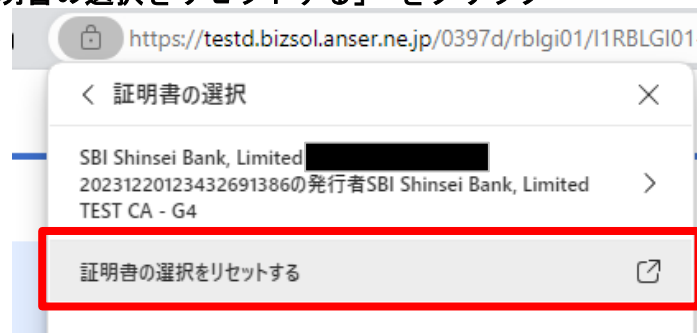 明書の選択をリセットする」 をクリック
https://testd.bizsol.anser.ne.jp/0397d/rblgi01/I1RBLGI01
証明書の選択
SBI Shinsei Bank, Limited
20231220123432691386の発行者SBI Shinsei Bank, Limited
TEST CA - G4
証明書の選択をリセットする